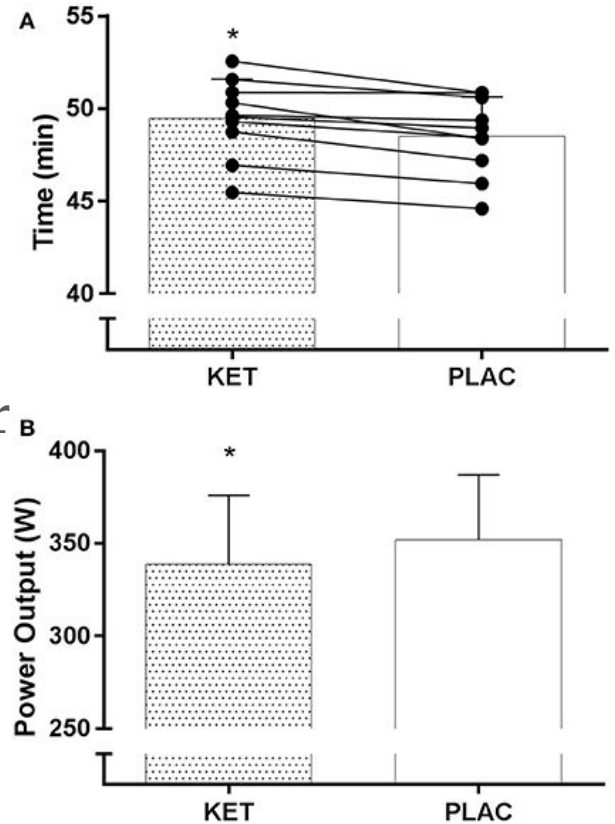 A
55
50
45
40
Time (min)
*
KET PLAC
r
B
400
350
300
250
Power Output (W)
*
KET PLAC